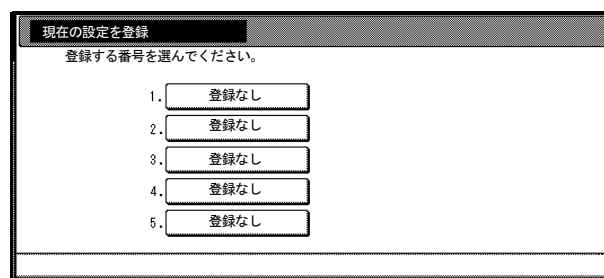 現在の設定を登録
登録する番号を選んでください。
1. 登録なし
2. 登録なし
3. 登録なし
4. 登録なし
5. 登録なし